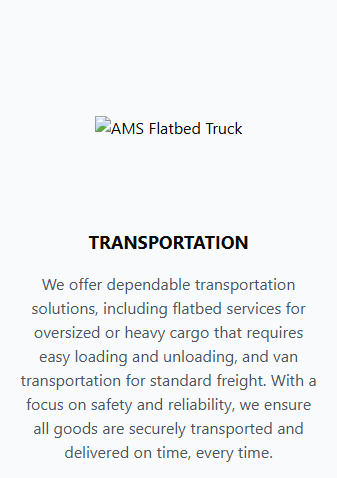 AMS Flatbed Truck
TRANSPORTATION
We offer dependable transportation
solutions, including flatbed services for
oversized or heavy cargo that requires
easy loading and unloading, and van
transportation for standard freight. With a
focus on safety and reliability, we ensure
all goods are securely transported and
delivered on time, every time.